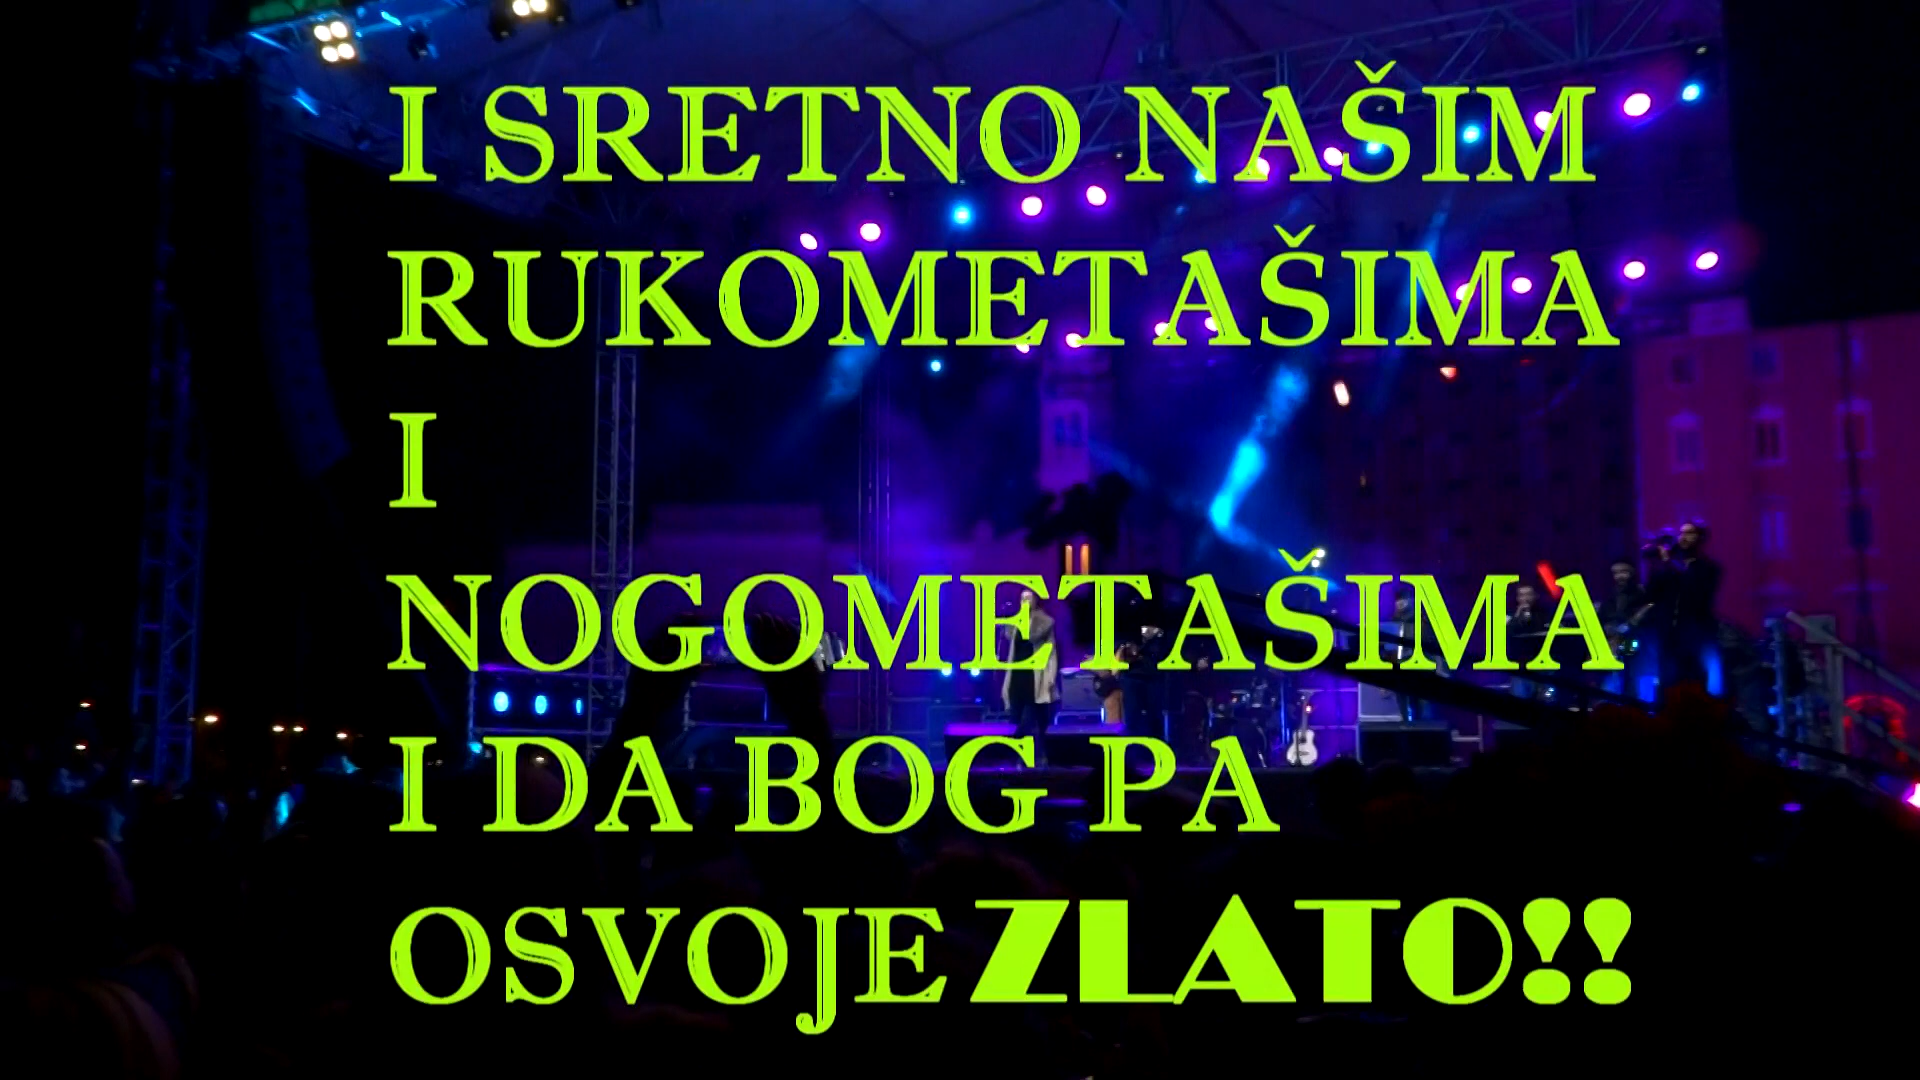 I SRETNO NAŠIM
RUKOMETAŠIMA
I
NOGOMETAŠIMA
I DA BOG PA
OSVOJE ZLATO!!